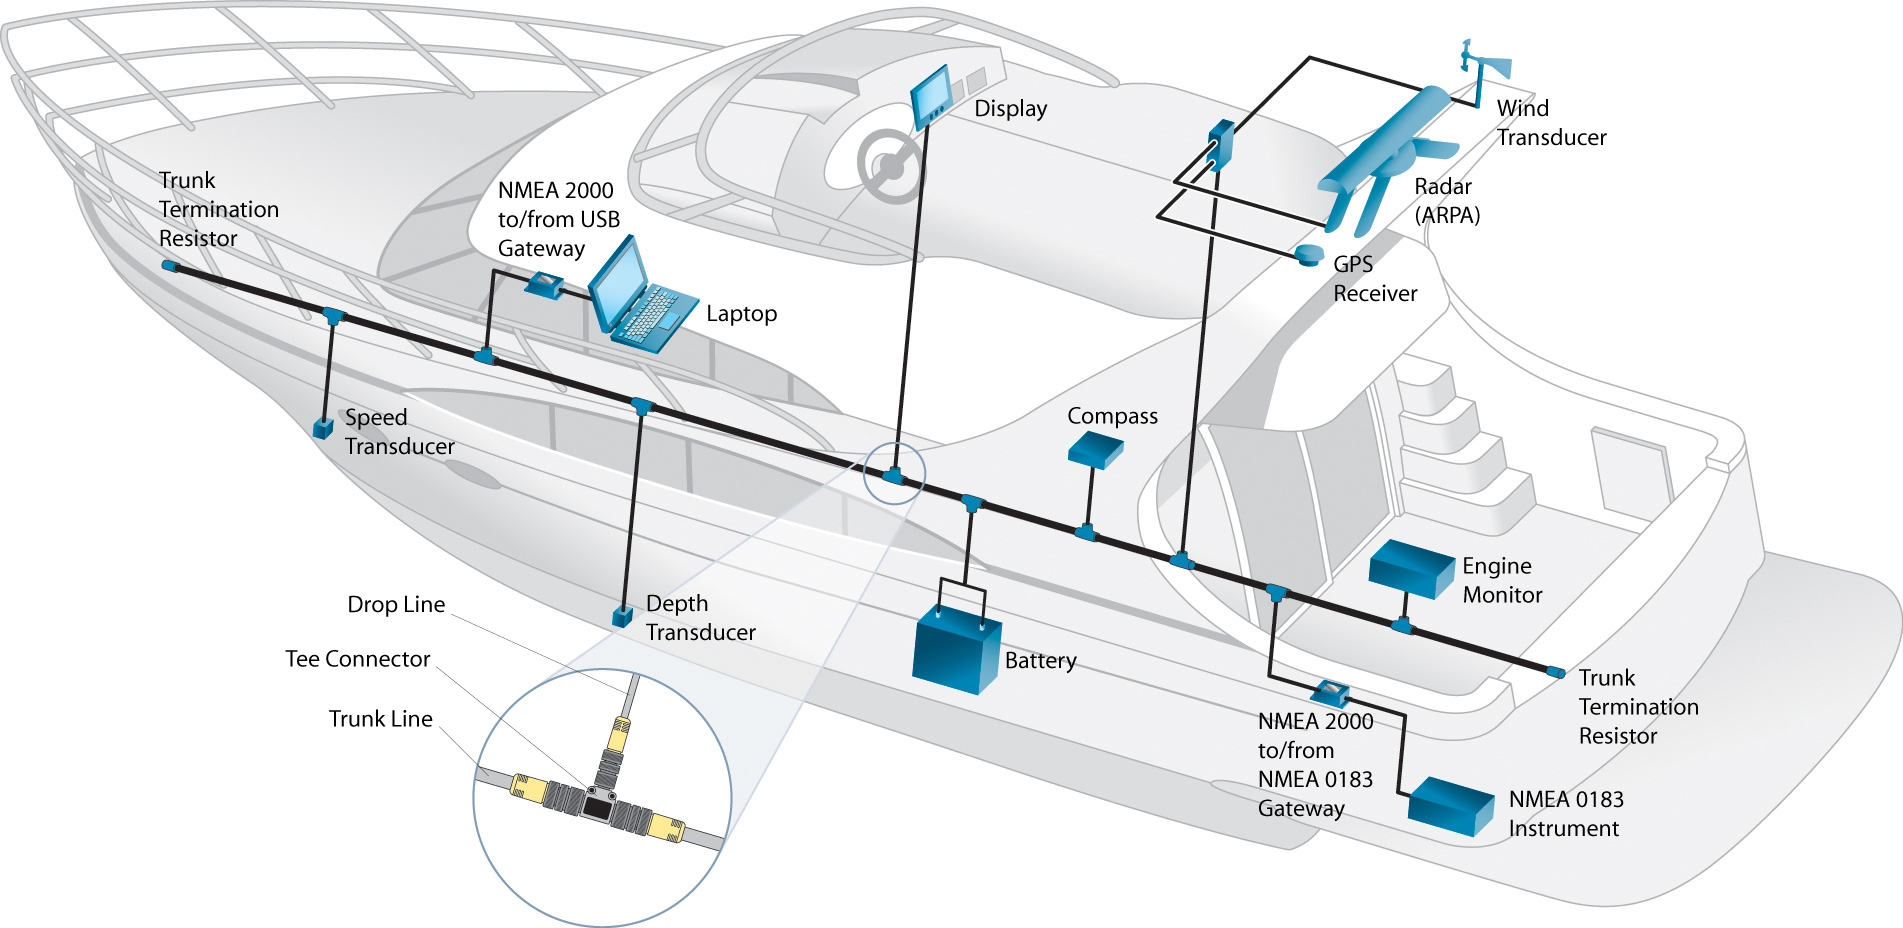 Display
Wind
Transducer
Trunk
Termination
Resistor
NMEA 2000
to/from USB
Gateway
Radar
(ARPA)
GPS
Receiver
Laptop
Speed
Transducer
Compass
Engine
Monitor
Drop Line
Depth
Transducer
Tee Connector
Battery
Trunk Line
Trunk
Termination
Resistor
NMEA 2000
to/from
NMEA 0183
Gateway
NMEA 0183
Instrument